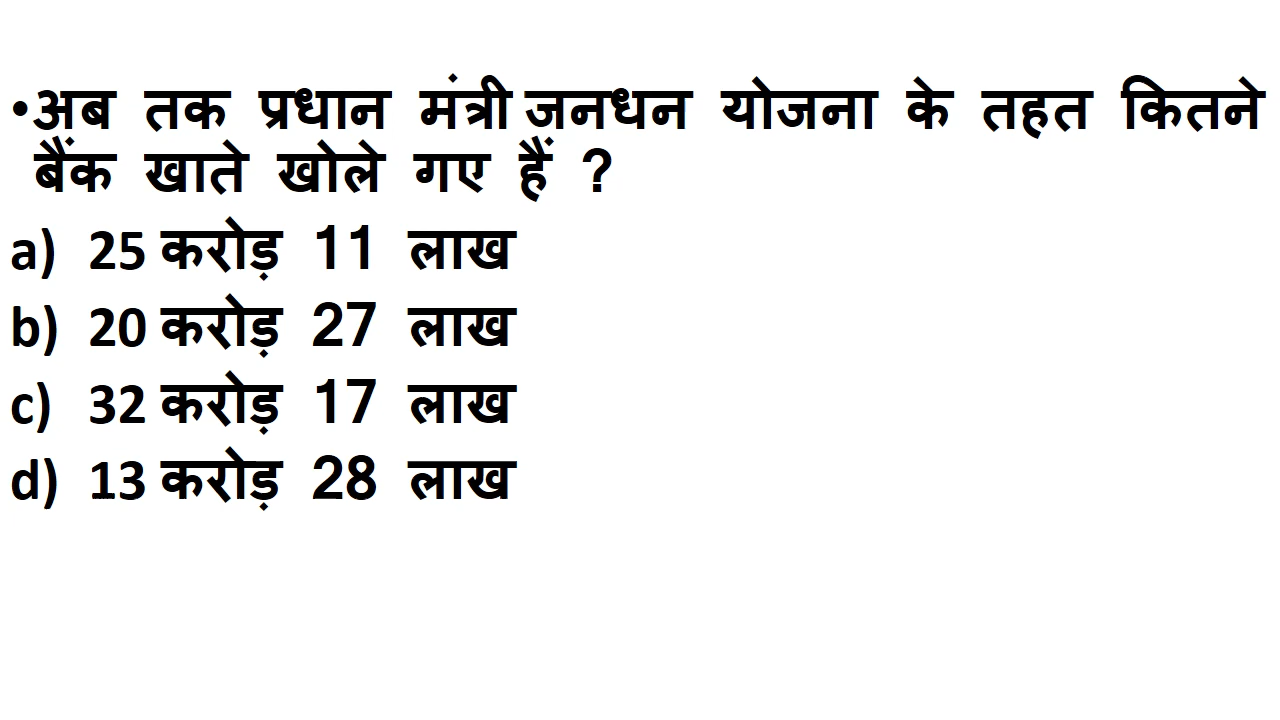 •अब तक प्रधान मंत्री जनधन योजना के तहत कितने
बैंक खाते खोले गए हैं ?
a) 25 करोड़ 11 लाख
b) 20 करोड़ 27 लाख
c) 32 करोड़ 17 लाख
d) 13 करोड़ 28 लाख